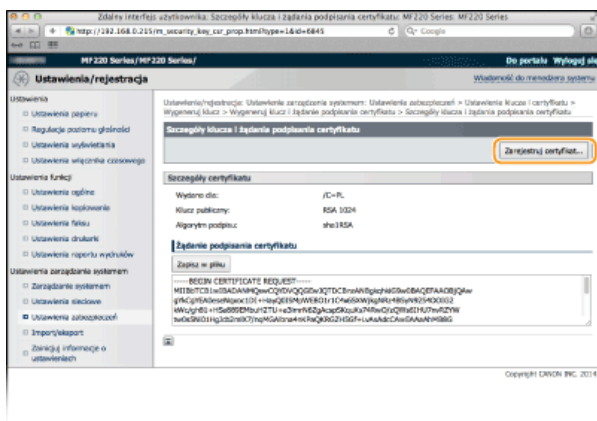 Zdalny interfejs użytkownika: Szczegóły klucza i żądania podpisania certyfikatu: MF220 Series: MF220 Series
http://192.168.0.215/m_security_key_csr_prop.html?type=1&id=6845
Google
MF220 Series/MF220 Series/
Do portalu Wyloguj się
Ustawienia/rejestracja
Wiadomość do menedżera systemu
Ustawienia
Ustawienia papieru
Regulacja poziomu głośności
Ustawienia wyświetlania
Ustawienia włącznika czasowego
Ustawienia funkcji
Ustawienia ogólne
Ustawienia kopiowania
Ustawienia faksu
Ustawienia drukarki
Ustawienia raportu wydruków
Ustawienia zarządzania systemem
Zarządzanie systemem
Ustawienia sieciowe
Ustawienia zabezpieczeń
Import/eksport
Zainicjuj informacje o
ustawieniach
Ustawienia/rejestracja: Ustawienia zarządzania systemem: Ustawienia zabezpieczeń > Ustawienia klucza i certyfikatu >
Wygeneruj klucz > Wygeneruj klucz i żądanie podpisania certyfikatu > Szczegóły klucza i żądania podpisania certyfikatu
Szczegóły klucza i żądania podpisania certyfikatu
Zarejestruj certyfikat...
Szczegóły certyfikatu
Wydano dla: /C=PL
Klucz publiczny: RSA 1024
Algorytm podpisu: sha1RSA
Żądanie podpisania certyfikatu
Zapisz w pliku
-----BEGIN CERTIFICATE REQUEST-----
Copyright CANON INC. 2014